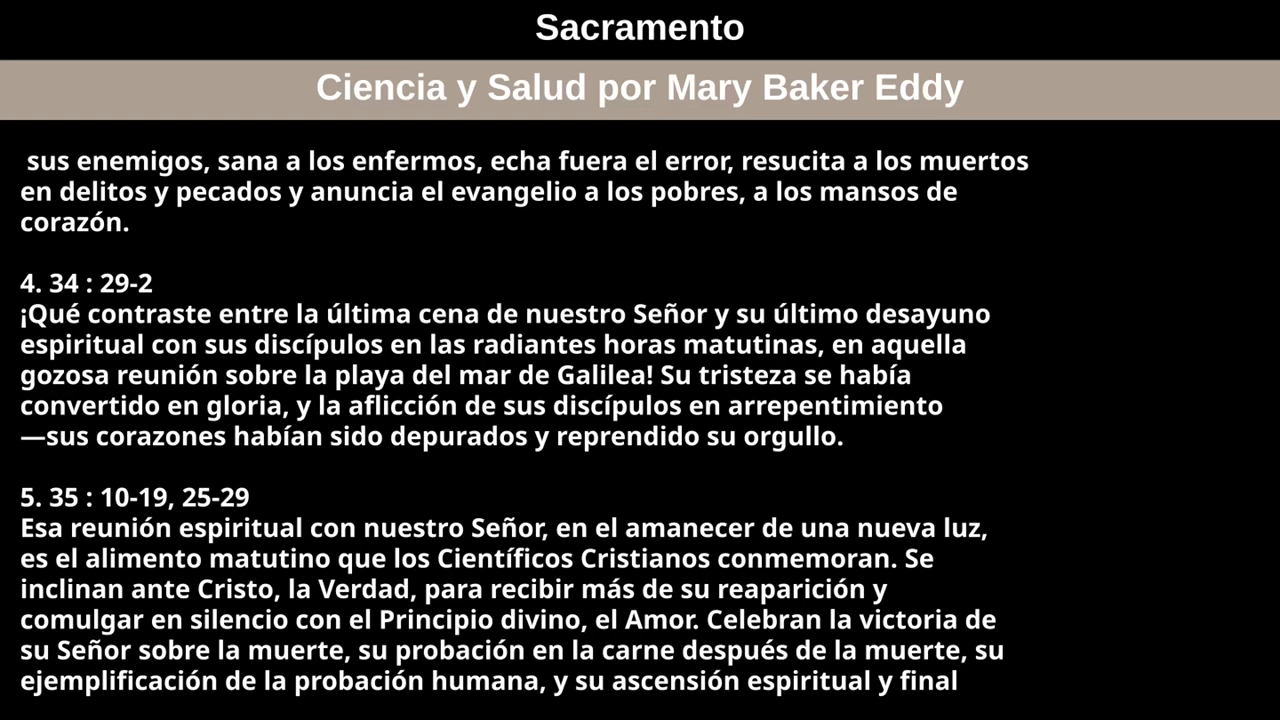 Sacramento
Ciencia y Salud por Mary Baker Eddy
sus enemigos, sana a los enfermos, echa fuera el error, resucita a los muertos
en delitos y pecados y anuncia el evangelio a los pobres, a los mansos de
corazón.
4. 34 : 29-2
¡Qué contraste entre la última cena de nuestro Señor y su último desayuno
espiritual con sus discípulos en las radiantes horas matutinas, en aquella
gozosa reunión sobre la playa del mar de Galilea! Su tristeza se había
convertido en gloria, y la aflicción de sus discípulos en arrepentimiento
—sus corazones habían sido depurados y reprendido su orgullo.
5. 35 : 10-19, 25-29
Esa reunión espiritual con nuestro Señor, en el amanecer de una nueva luz,
es el alimento matutino que los Científicos Cristianos conmemoran. Se
inclinan ante Cristo, la Verdad, para recibir más de su reaparición y
comulgar en silencio con el Principio divino, el Amor. Celebran la victoria de
su Señor sobre la muerte, su probación en la carne después de la muerte, su
ejemplificación de la probación humana, y su ascensión espiritual y final